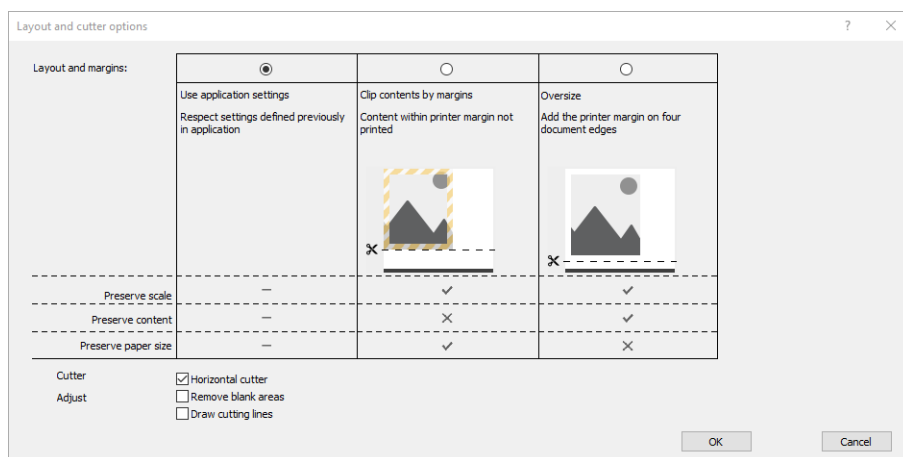 Layout and cutter options
Layout and margins:
Use application settings
Respect settings defined previously
in application
Clip contents by margins
Content within printer margin not
printed
Oversize
Add the printer margin on four
document edges
Preserve scale
Preserve content
Preserve paper size
Cutter
Horizontal cutter
Adjust
Remove blank areas
Draw cutting lines
OK
Cancel